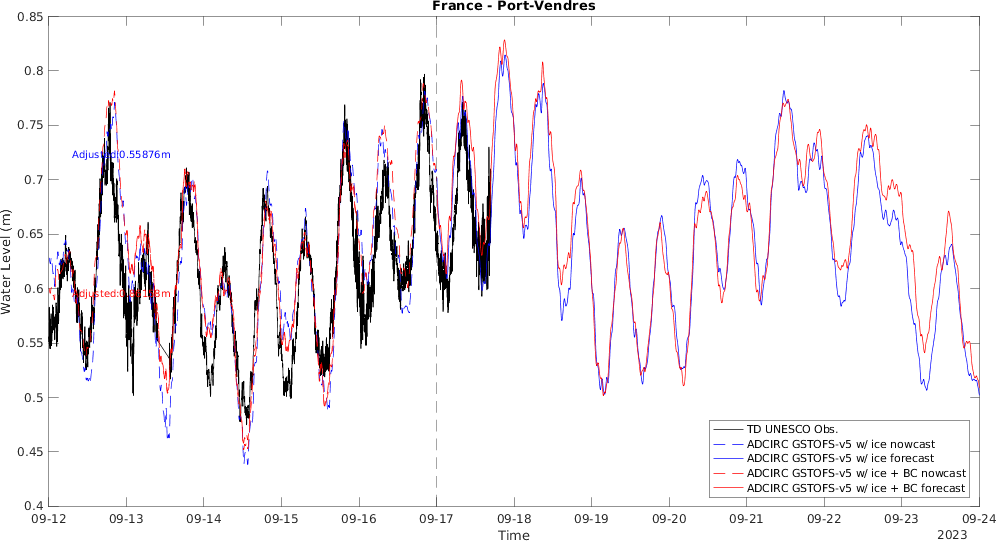 France - Port-Vendres
Water Level (m)
0.85
0.8
0.75
0.7
0.65
0.6
0.55
0.5
0.45
0.4
Adjusted:0.55876m
TD UNESCO Obs.
ADCIRC GSTOFS-v5 w/ ice nowcast
ADCIRC GSTOFS-v5 w/ ice forecast
ADCIRC GSTOFS-v5 w/ ice + BC nowcast
ADCIRC GSTOFS-v5 w/ ice + BC forecast
09-12 09-13 09-14 09-15 09-16 09-17 09-18 09-19 09-20 09-21 09-22 09-23 09-24
Time
2023